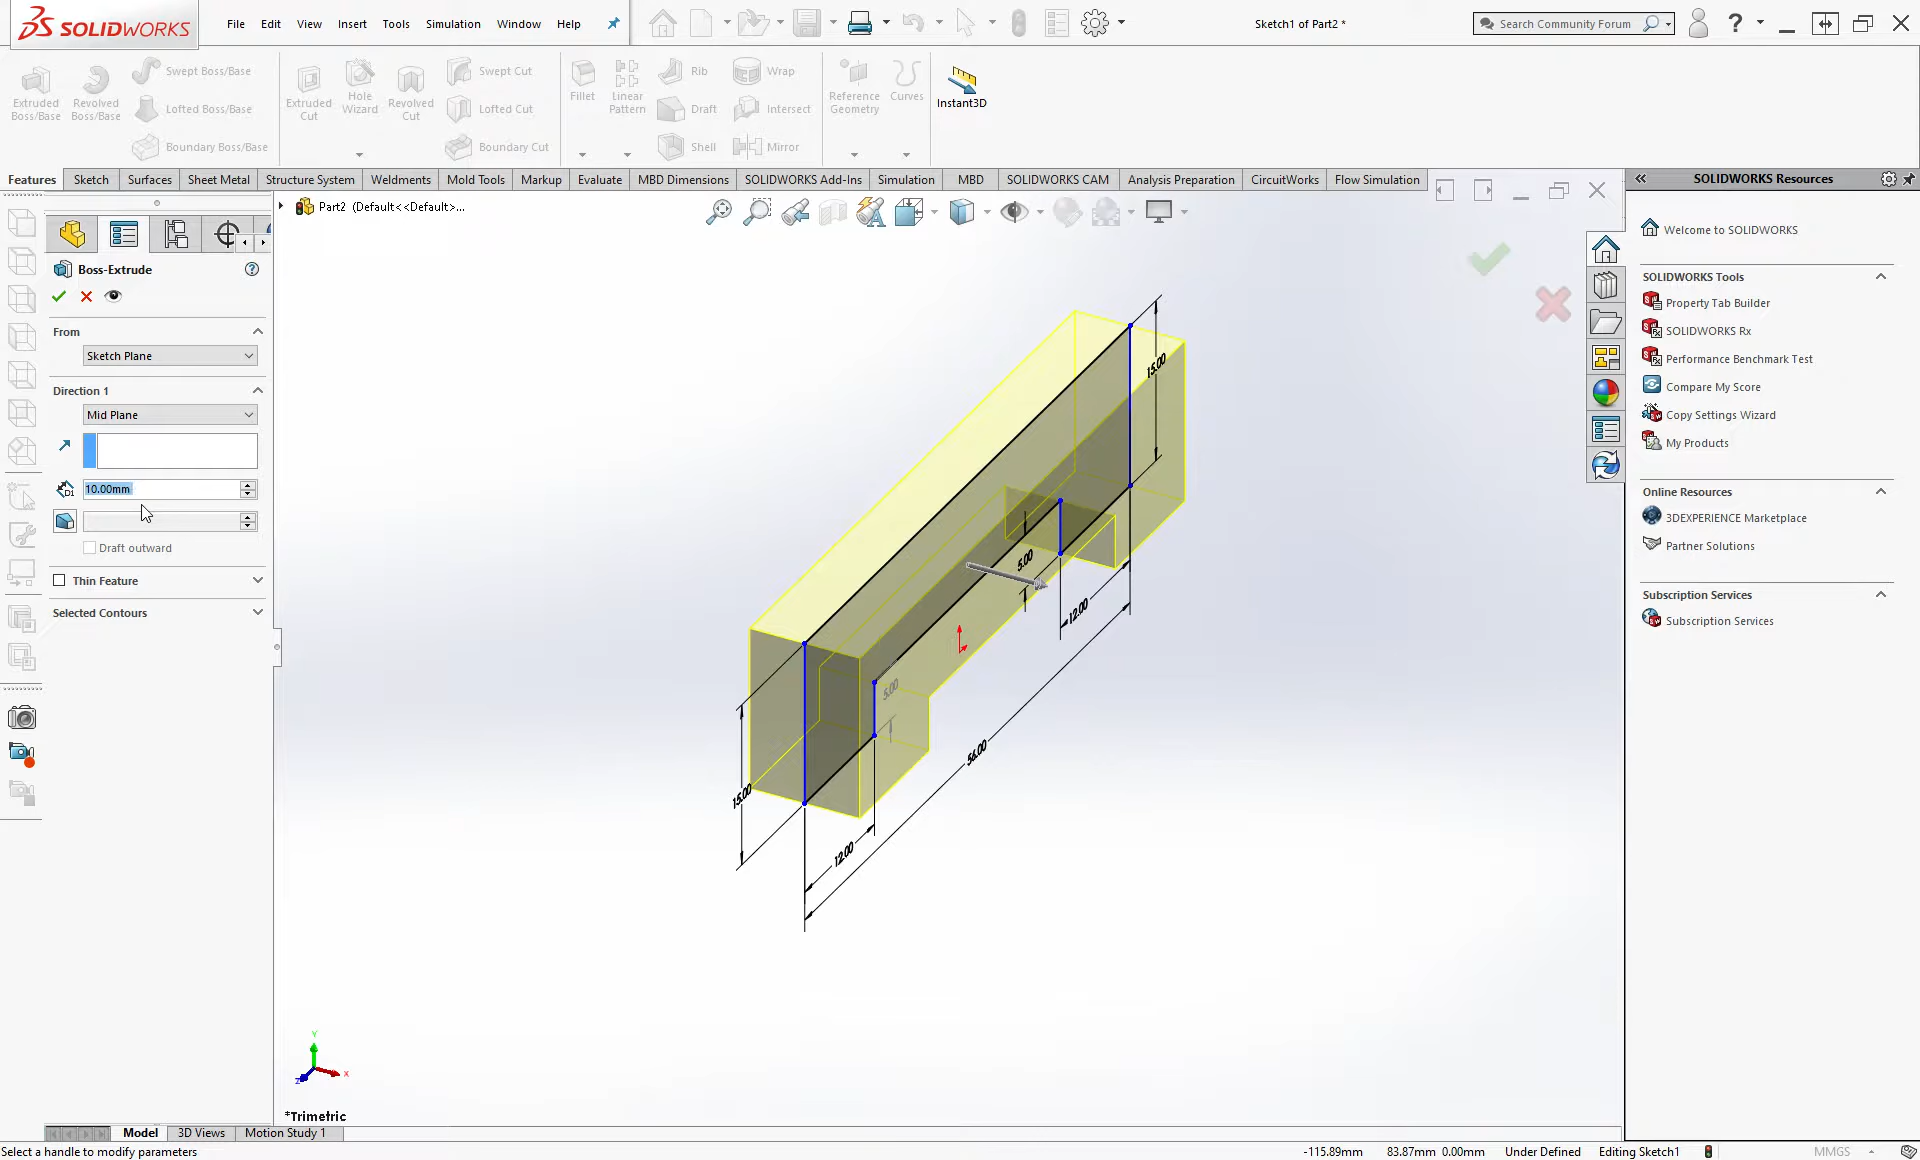 SOLIDWORKS
File Edit View Insert Tools Simulation Window Help
Sketch1 of Part2 *
Search Community Forum
?
Extruded Boss/Base
Revolved Boss/Base
Swept Boss/Base
Lofted Boss/Base
Boundary Boss/Base
Extruded Cut
Hole Wizard
Revolved Cut
Swept Cut
Lofted Cut
Boundary Cut
Fillet
Linear Pattern
Rib
Draft
Shell
Wrap
Intersect
Mirror
Reference Geometry
Curves
Instant3D
Features Sketch Surfaces Sheet Metal Structure System Weldments Mold Tools Markup Evaluate MBD Dimensions SOLIDWORKS Add-Ins Simulation MBD SOLIDWORKS CAM Analysis Preparation CircuitWorks Flow Simulation
Part2 (Default<<Default>...
Boss-Extrude
?
From
Sketch Plane
Direction 1
Mid Plane
D1
10.00mm
Draft outward
Thin Feature
Selected Contours
15.00
5.00
12.00
5.00
56.00
15.00
12.00
Y
X
Z
*Trimetric
SOLIDWORKS Resources
Welcome to SOLIDWORKS
SOLIDWORKS Tools
Property Tab Builder
SOLIDWORKS Rx
Performance Benchmark Test
Compare My Score
Copy Settings Wizard
My Products
Online Resources
3DEXPERIENCE Marketplace
Partner Solutions
Subscription Services
Subscription Services
Model 3D Views Motion Study 1
Select a handle to modify parameters
-115.89mm 83.87mm 0.00mm Under Defined Editing Sketch1 MMGS